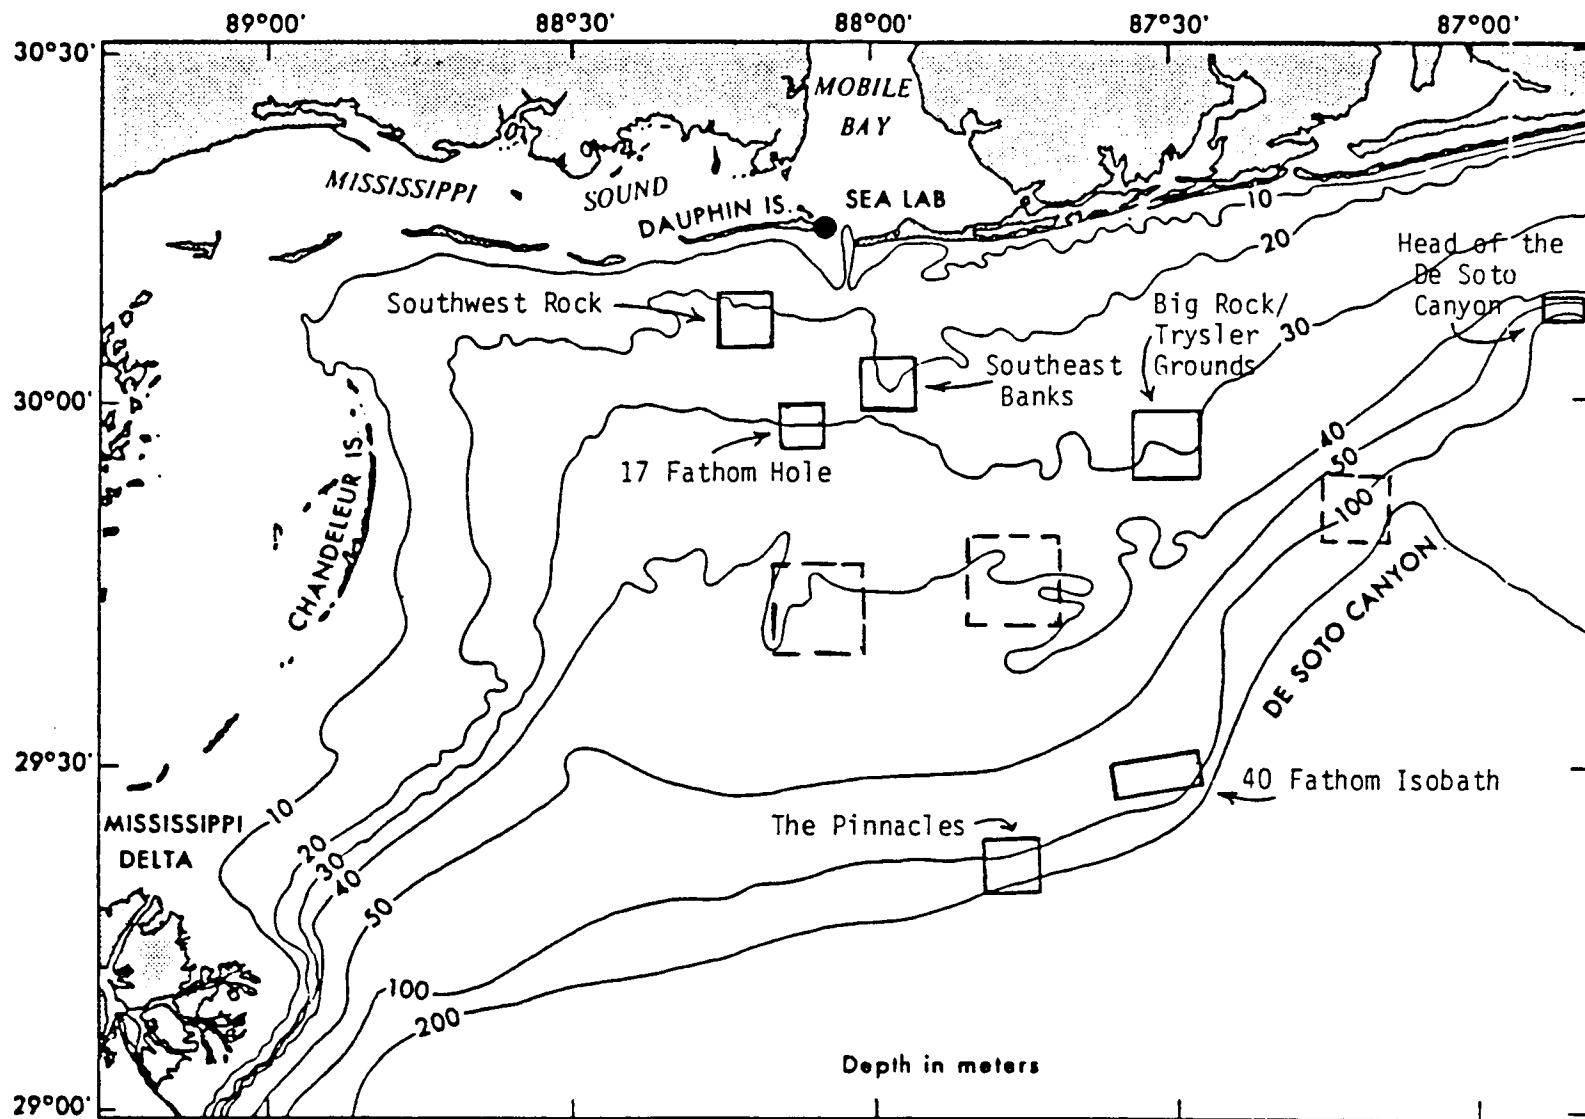 89°00'
88°30'
88°00'
87°30'
87°00'
30°30'
MOBILE
BAY
MISSISSIPPI
SOUND
DAUPHIN IS.
SEA LAB
10
20
Head of the
De Soto
Canyon
Southwest Rock
Big Rock/
Trysler
Grounds
30
Southeast
Banks
30°00'
17 Fathom Hole
40
50
100
CHANDELEUR IS.
DE SOTO CANYON
29°30'
40 Fathom Isobath
10
MISSISSIPPI
DELTA
The Pinnacles
20
30
40
50
100
200
Depth in meters
29°00'